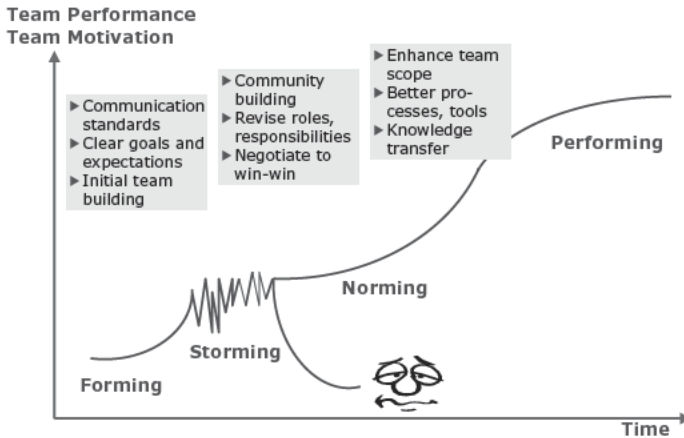 Team Performance
Team Motivation
▶ Communication
standards
▶ Clear goals and
expectations
▶ Initial team
building
▶ Community
building
▶ Revise roles,
responsibilities
▶ Negotiate to
win-win
▶ Enhance team
scope
▶ Better pro-
cesses, tools
▶ Knowledge
transfer
Performing
Norming
Storming
Forming
Time